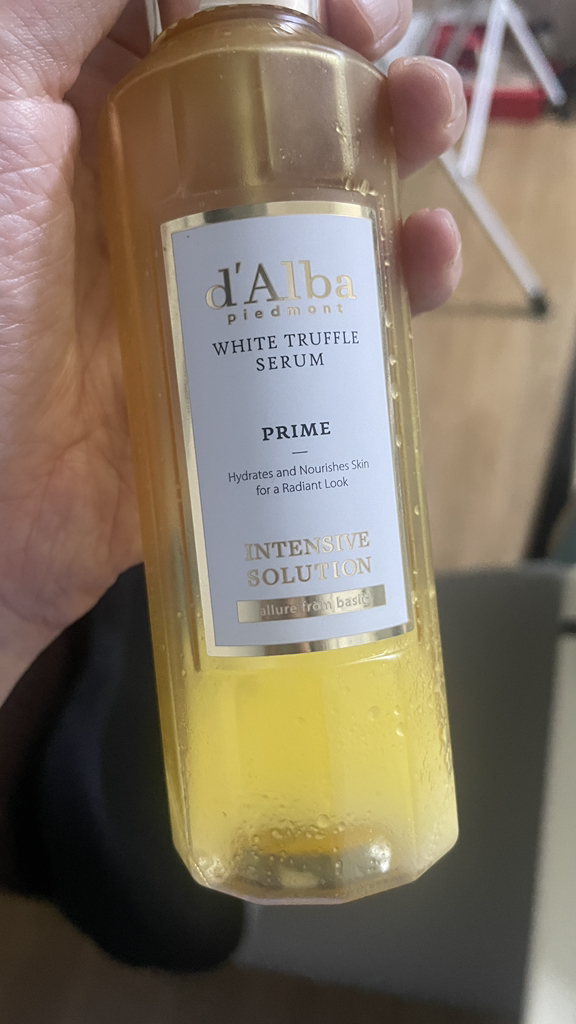 d'Alba
piedmont
WHITE TRUFFLE
SERUM
PRIME
Hydrates and Nourishes Skin
for a Radiant Look
INTENSIVE
SOLUTION
allure from basic